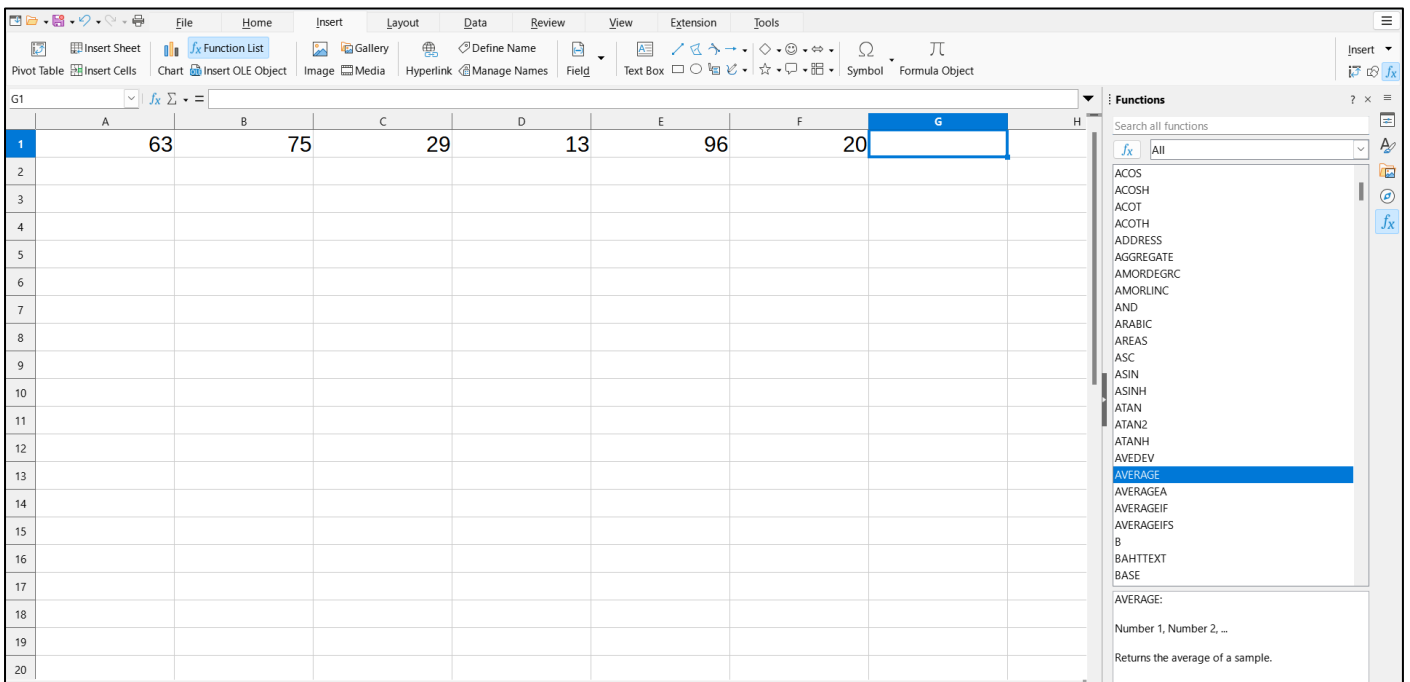 File Home Insert Layout Data Review View Extension Tools
Insert Sheet Function List Gallery Define Name Insert
Pivot Table Insert Cells Chart Insert OLE Object Image Media Hyperlink Manage Names Field Text Box Symbol Formula Object
G1 fx Σ = Functions ? ×
A B C D E F G H
Search all functions
1 63 75 29 13 96 20
fx All
2
ACOS
ACOSH
3
ACOT
ACOTH
4
ADDRESS
5
AGGREGATE
AMORDEGRC
6
AMORLINC
7
AND
ARABIC
8
AREAS
ASC
9
ASIN
10
ASINH
ATAN
11
ATAN2
ATANH
12
AVEDEV
13
AVERAGE
AVERAGEA
14
AVERAGEIF
AVERAGEIFS
15
B
16
BAHTTEXT
BASE
17
AVERAGE:
18
Number 1, Number 2, ...
19
Returns the average of a sample.
20